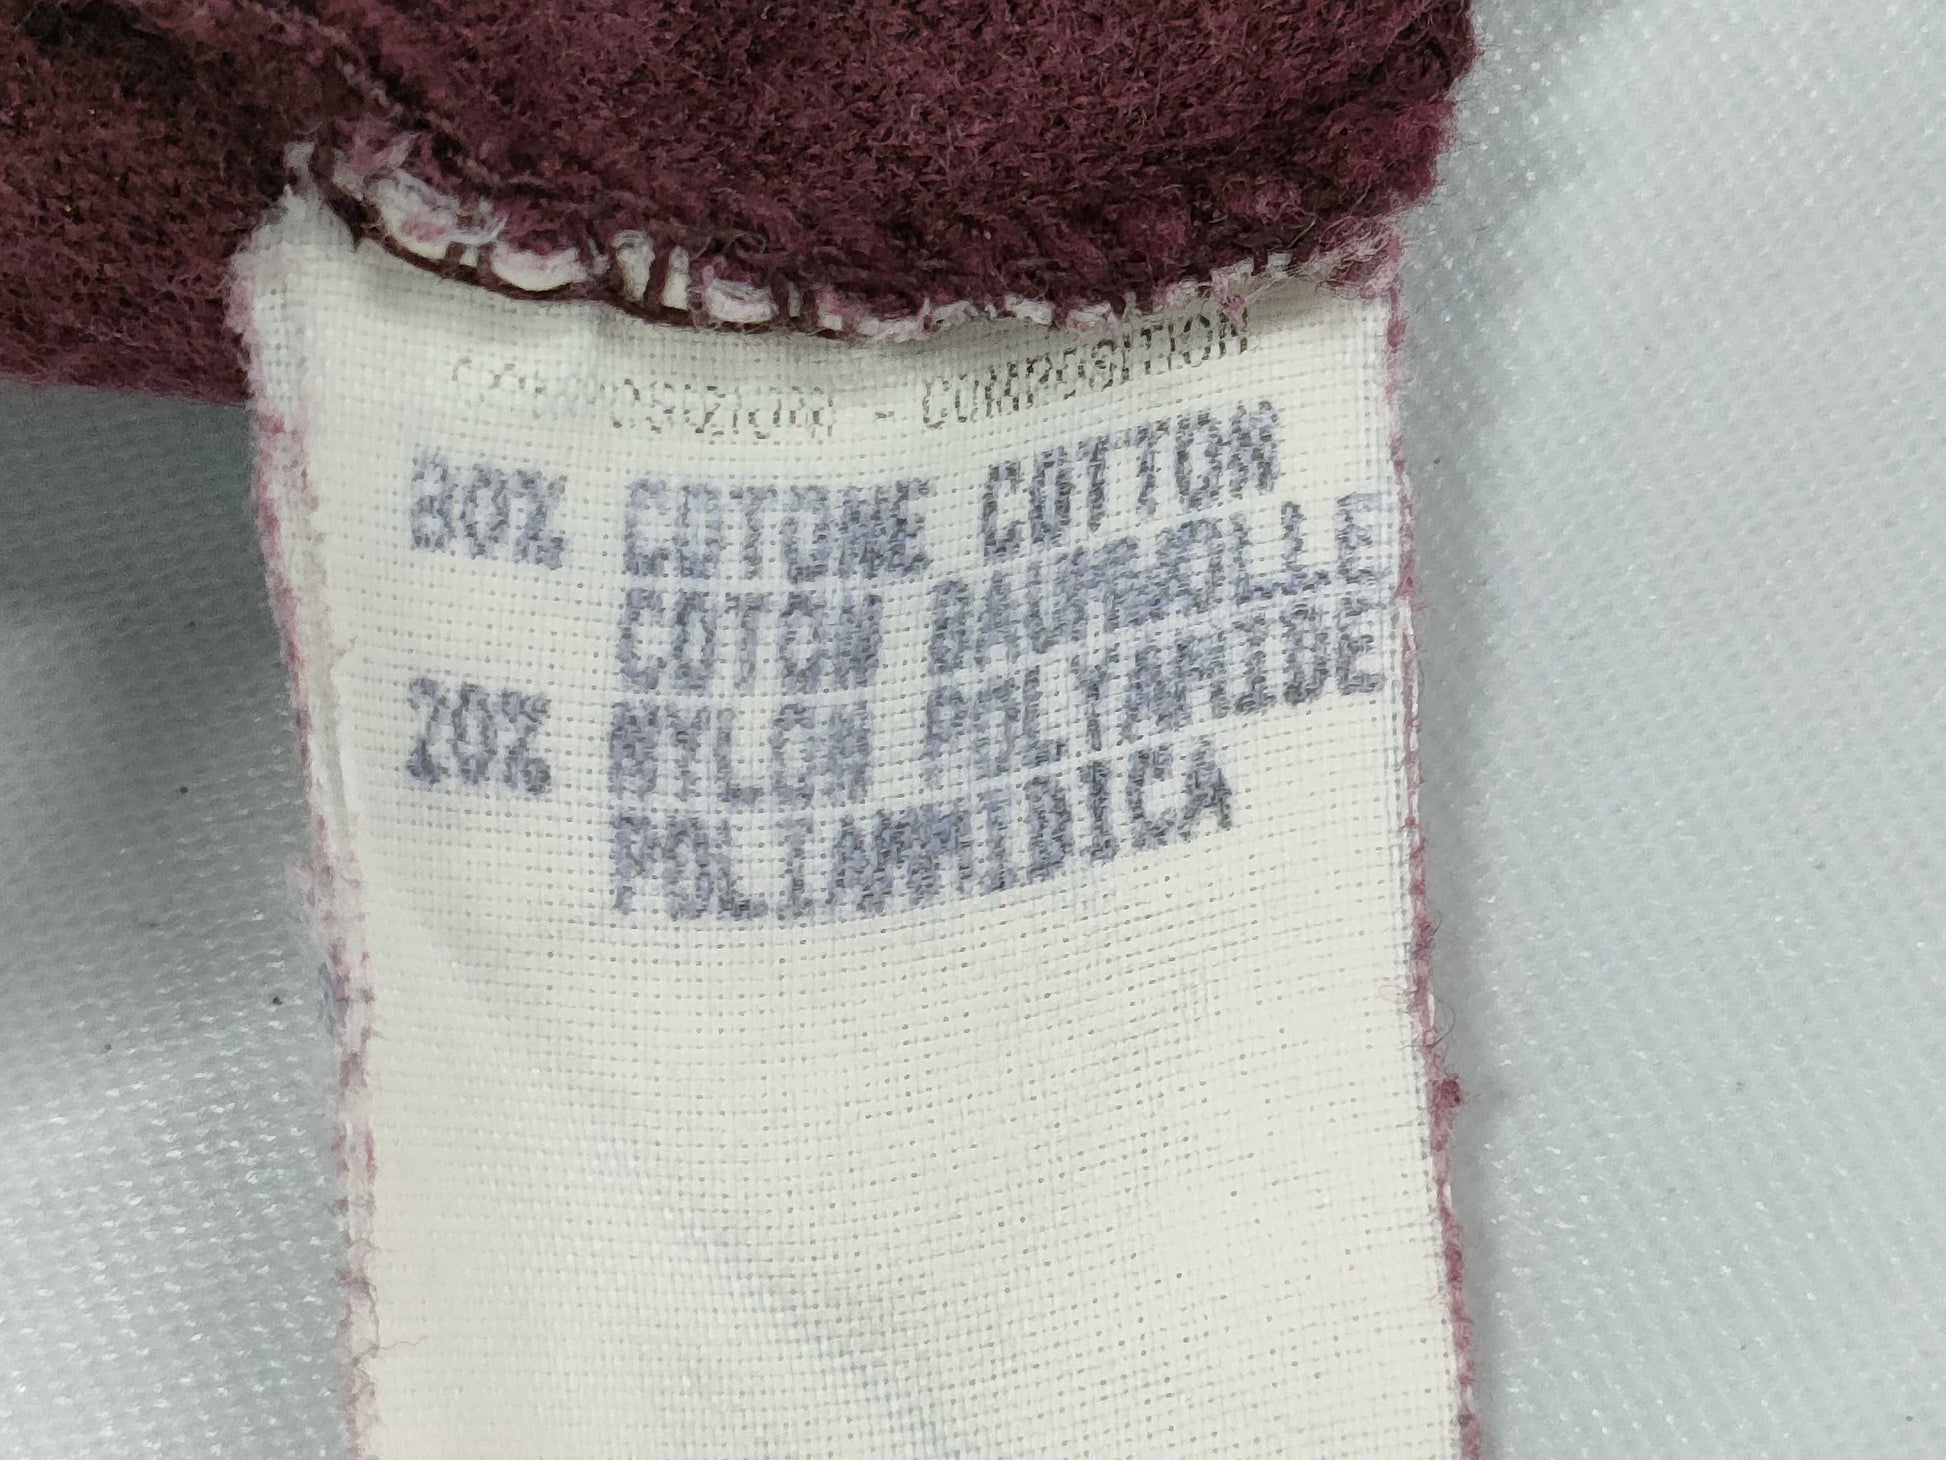 COMPOSIZIONE - COMPOSITION
80% COTONE COTTON
COTON BAUMWOLLE
20% NYLON POLYAMIDE
POLIAMMIDICA